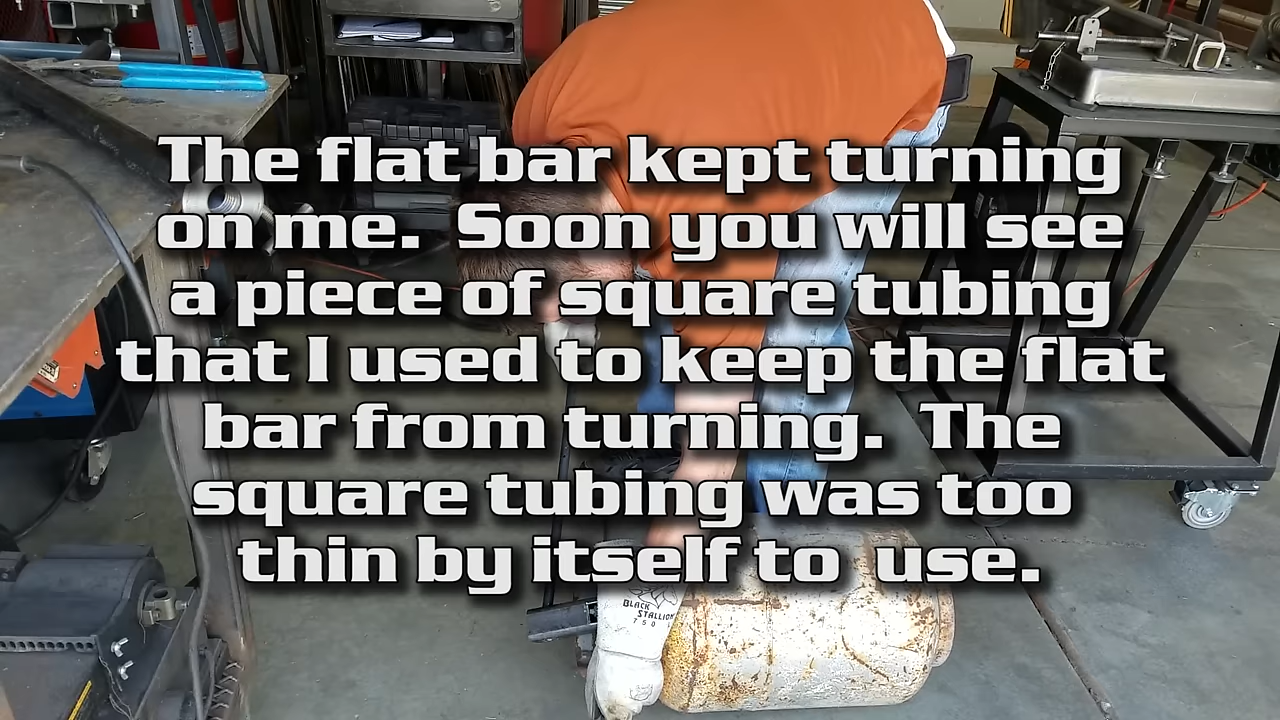 The flat bar kept turning
on me. Soon you will see
a piece of square tubing
that I used to keep the flat
bar from turning. The
square tubing was too
thin by itself to use.
BLACK
STALLION
750